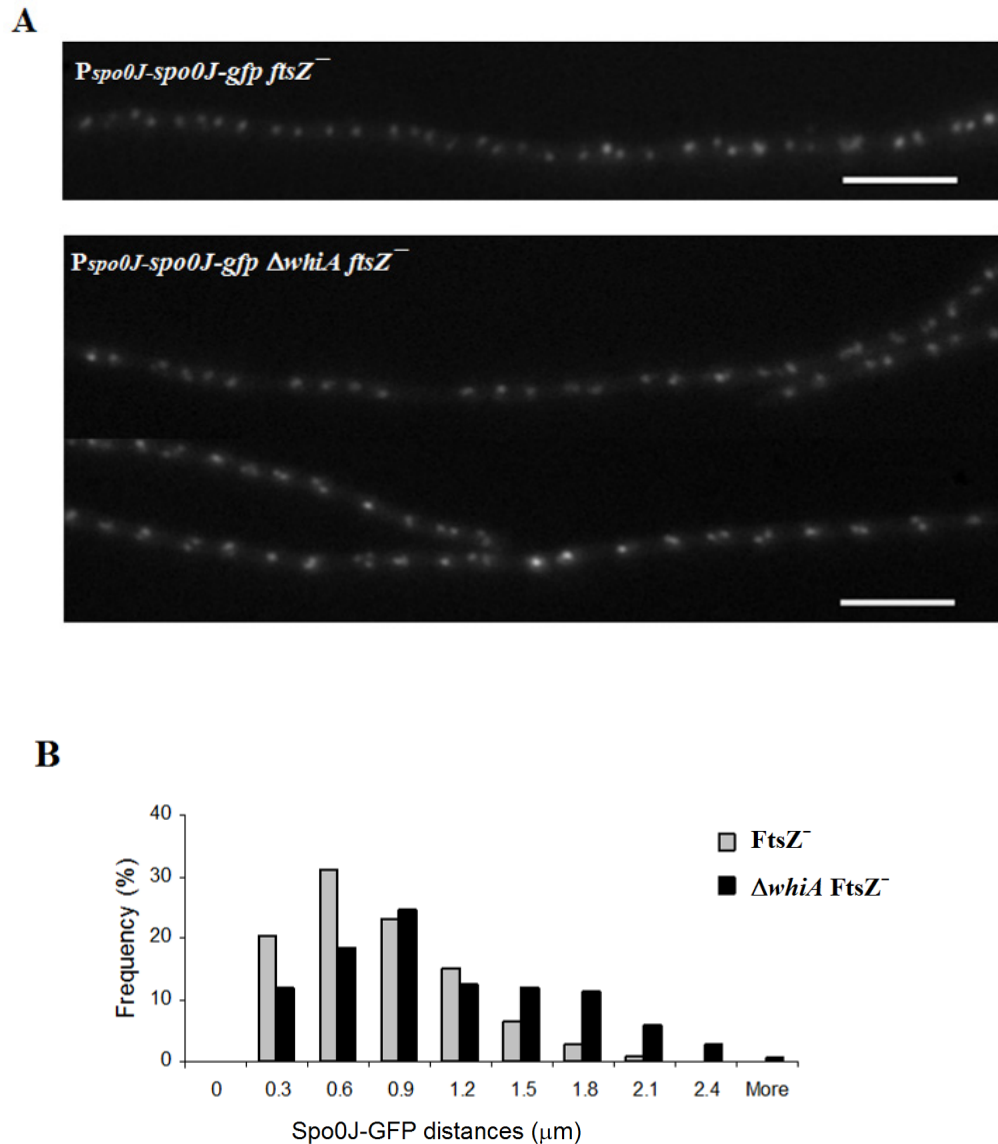 A
Pspo0J-spo0J-gfp ftsZ⁻
Pspo0J-spo0J-gfp ΔwhiA ftsZ⁻
B
40
30
20
10
0
Frequency (%)
FtsZ⁻
ΔwhiA FtsZ⁻
0 0.3 0.6 0.9 1.2 1.5 1.8 2.1 2.4 More
Spo0J-GFP distances (μm)